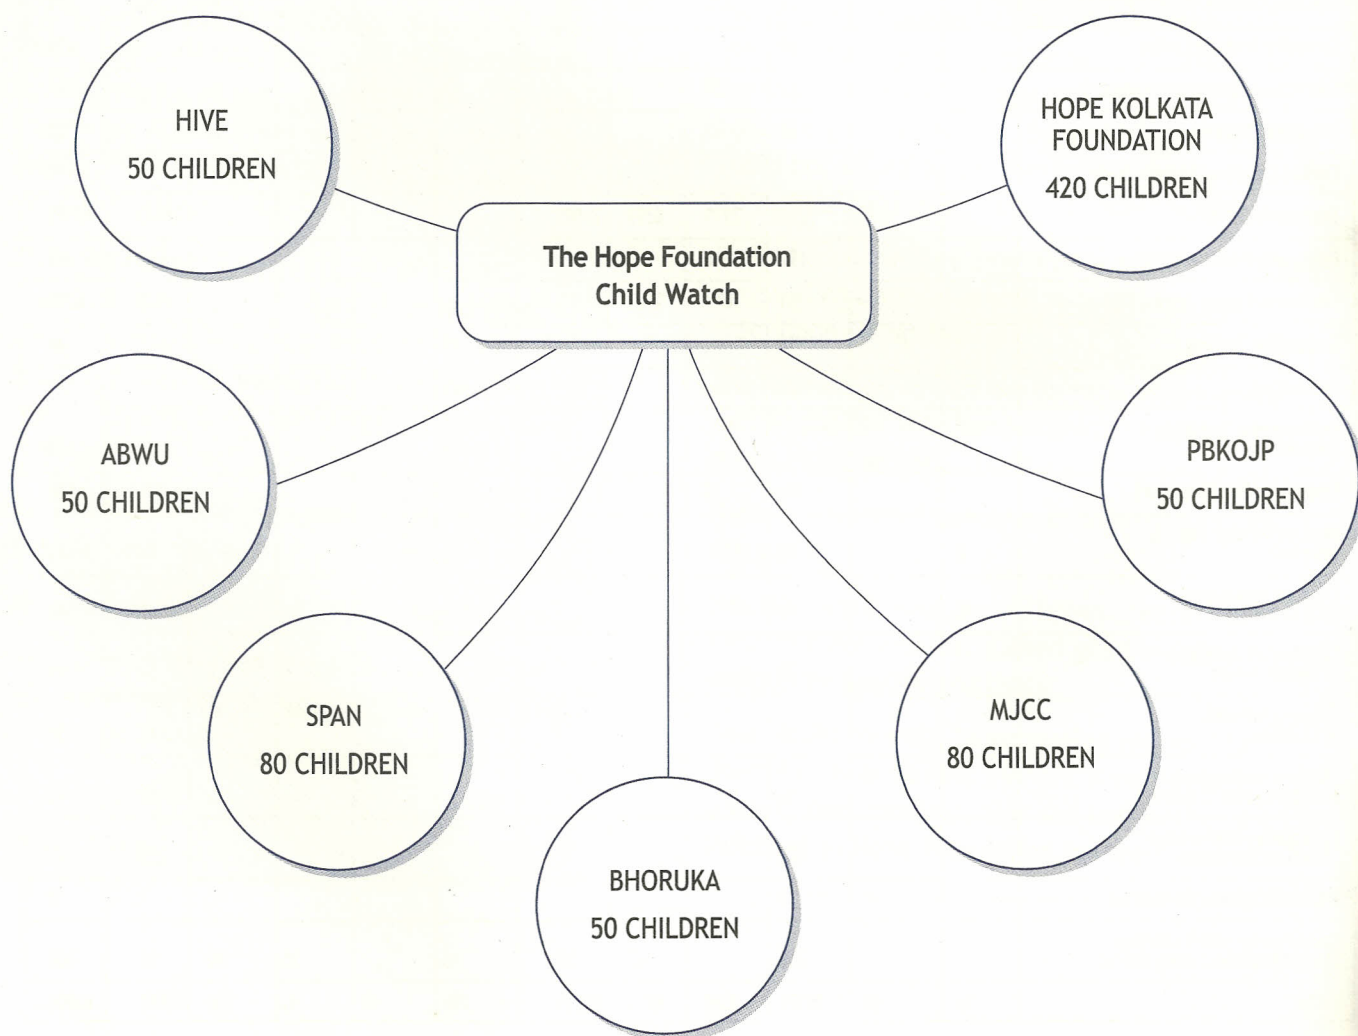 HIVE
50 CHILDREN
HOPE KOLKATA
FOUNDATION
420 CHILDREN
The Hope Foundation
Child Watch
ABWU
50 CHILDREN
PBKOJP
50 CHILDREN
SPAN
80 CHILDREN
MJCC
80 CHILDREN
BHORUKA
50 CHILDREN